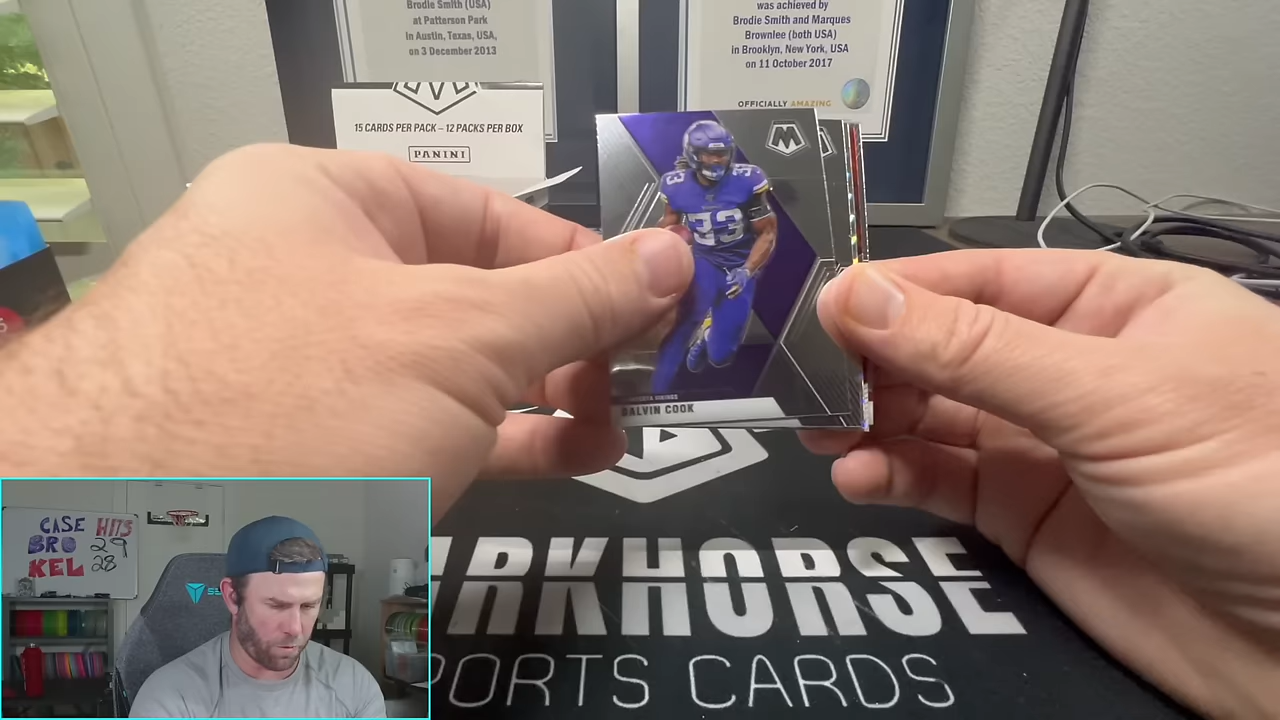 Brodie Smith (USA)
at Patterson Park
in Austin, Texas, USA,
on 3 December 2013
was achieved by
Brodie Smith and Marques
Brownlee (both USA)
in Brooklyn, New York, USA
on 11 October 2017
OFFICIALLY AMAZING
15 CARDS PER PACK – 12 PACKS PER BOX
PANINI
M
33
33
DALVIN COOK
RKHORSE
PORTS CARDS
CASE HITS
BRO 29
KEL 28